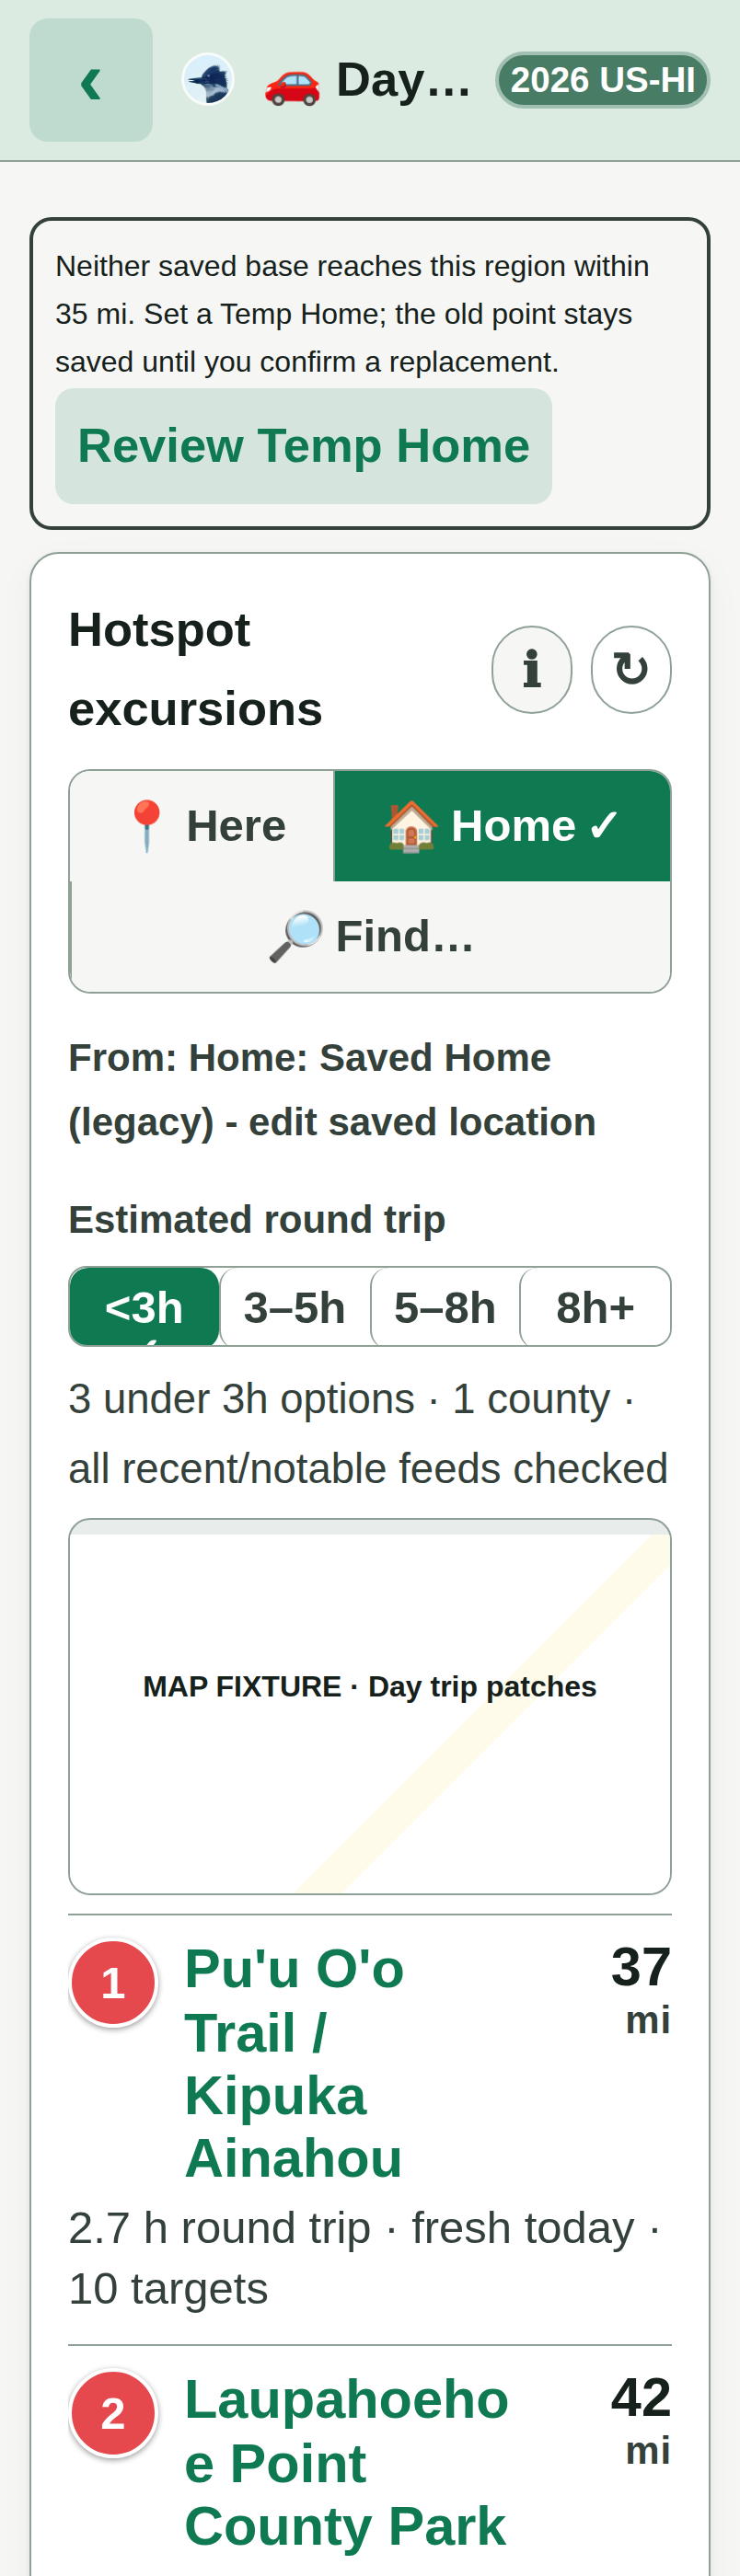 ‹ 🚗 Day… 2026 US-HI
Neither saved base reaches this region within
35 mi. Set a Temp Home; the old point stays
saved until you confirm a replacement.
Review Temp Home
Hotspot
excursions
ℹ ↻
📍 Here 🏠 Home ✓
🔎 Find…
From: Home: Saved Home
(legacy) - edit saved location
Estimated round trip
<3h 3–5h 5–8h 8h+
3 under 3h options · 1 county ·
all recent/notable feeds checked
MAP FIXTURE · Day trip patches
1 Pu'u O'o 37
Trail / mi
Kipuka
Ainahou
2.7 h round trip · fresh today ·
10 targets
2 Laupahoeho 42
e Point mi
County Park